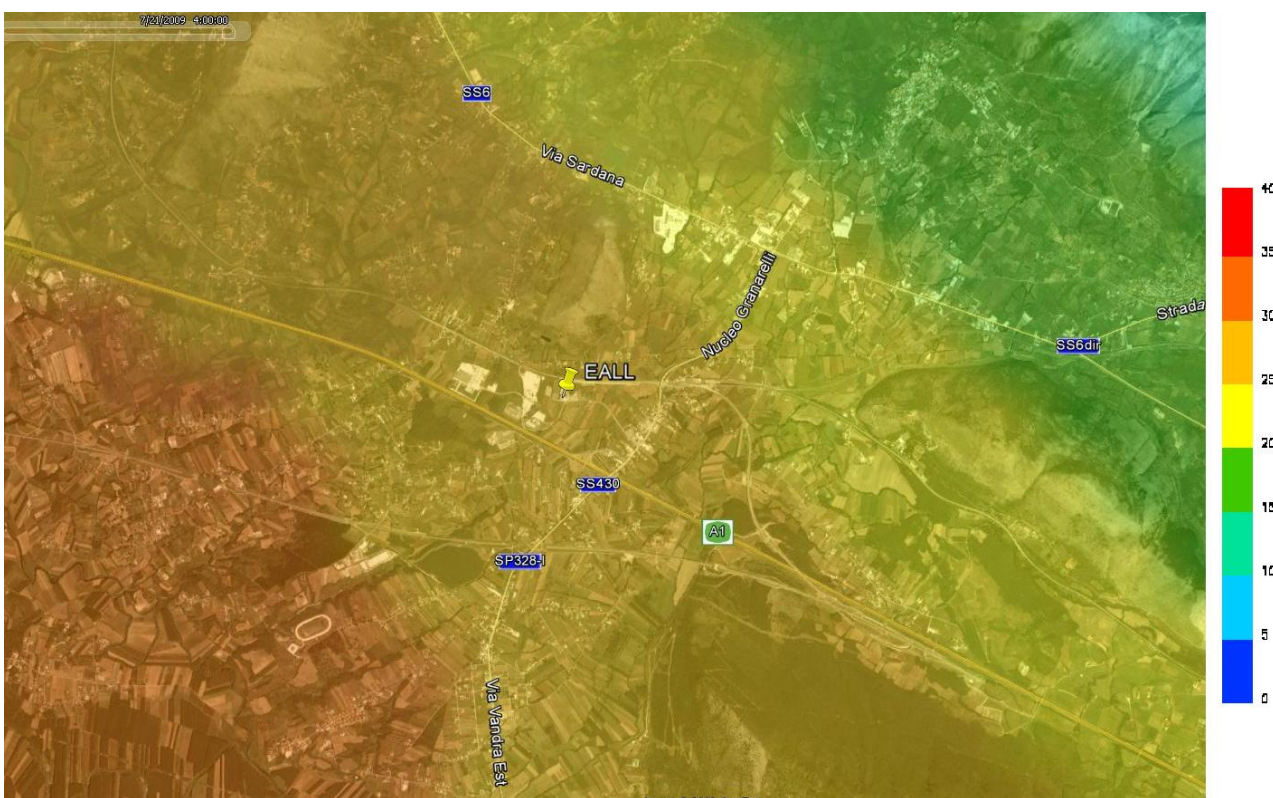 7/21/2009 4:00:00
SS6
Via Sardana
Nucleo Granarelli
Strada
SS6dir
EALL
SS430
A1
SP328-I
Via Vandra Est
40
35
30
25
20
15
10
5
0